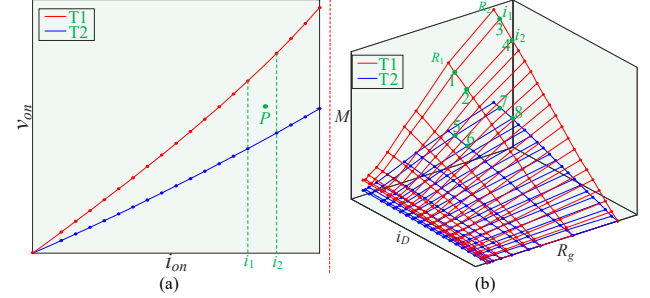 T1
T2
v_on
P
i_on
i_1
i_2
(a)
T1
T2
M
R_1
R_2
i_1
i_2
1
2
3
4
5
6
7
8
i_D
R_g
(b)